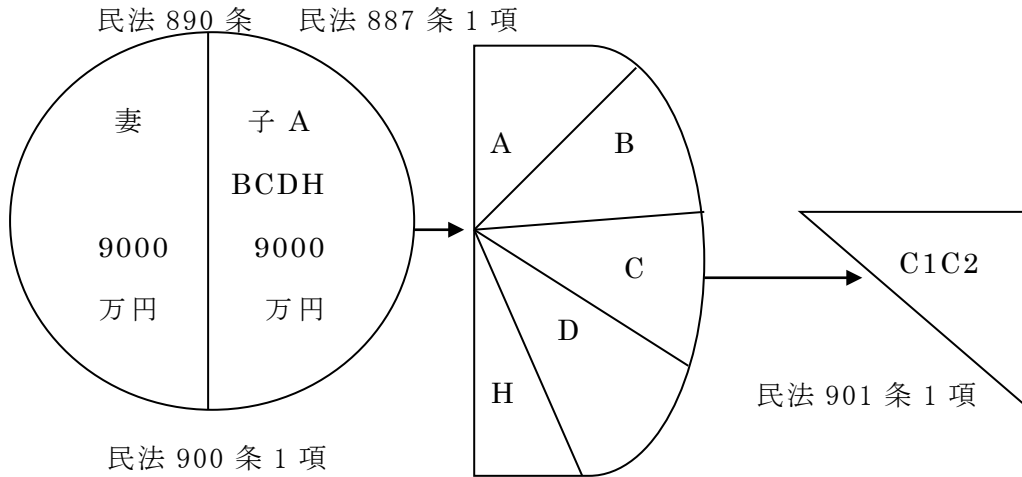 民法 890 条
民法 887 条 1 項
妻
9000
万円
子 A
BCDH
9000
万円
民法 900 条 1 項
A
B
C
D
H
C1C2
民法 901 条 1 項